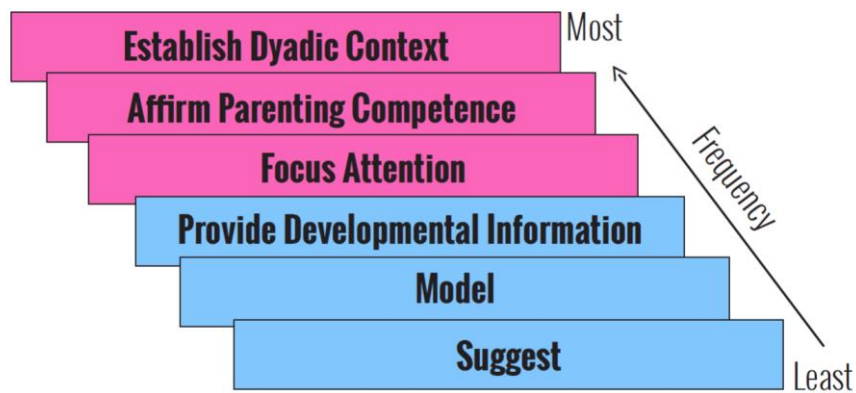 Establish Dyadic Context
Most
Affirm Parenting Competence
Focus Attention
Frequency
Provide Developmental Information
Model
Suggest
Least